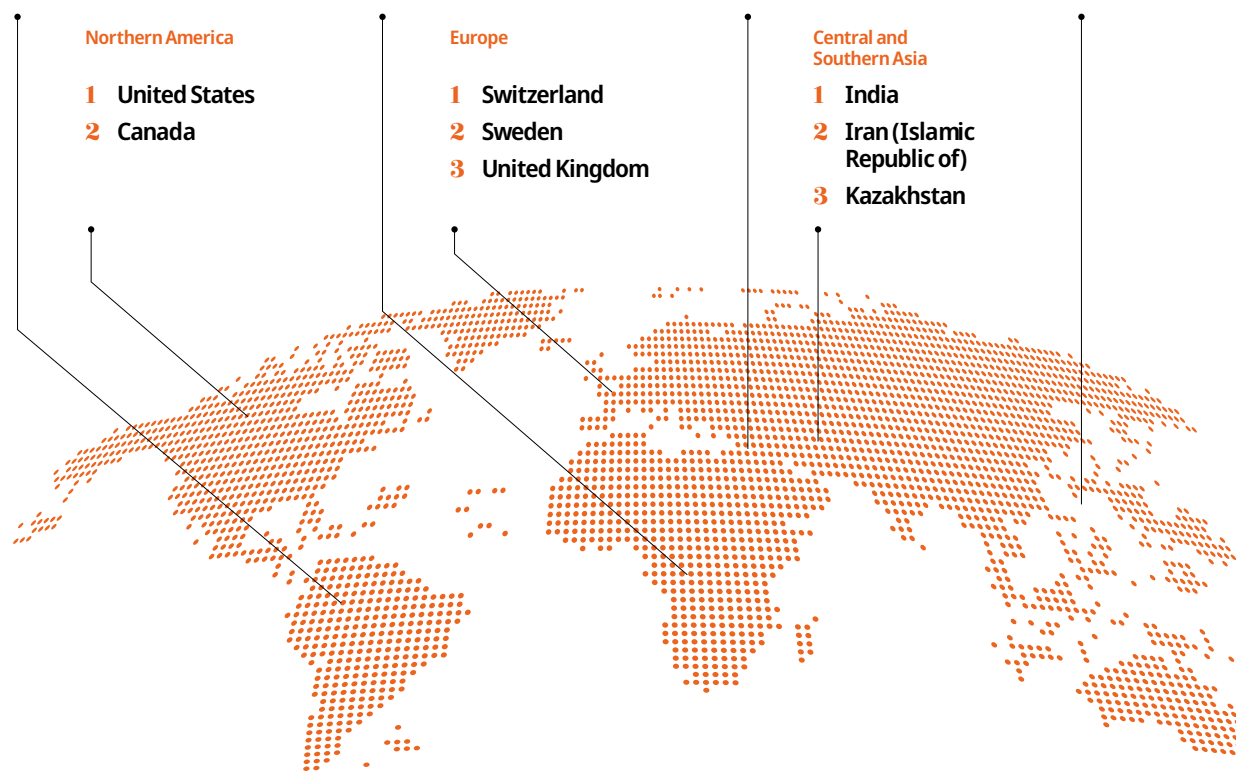 Northern America
1 United States
2 Canada
Europe
1 Switzerland
2 Sweden
3 United Kingdom
Central and
Southern Asia
1 India
2 Iran (Islamic
Republic of)
3 Kazakhstan